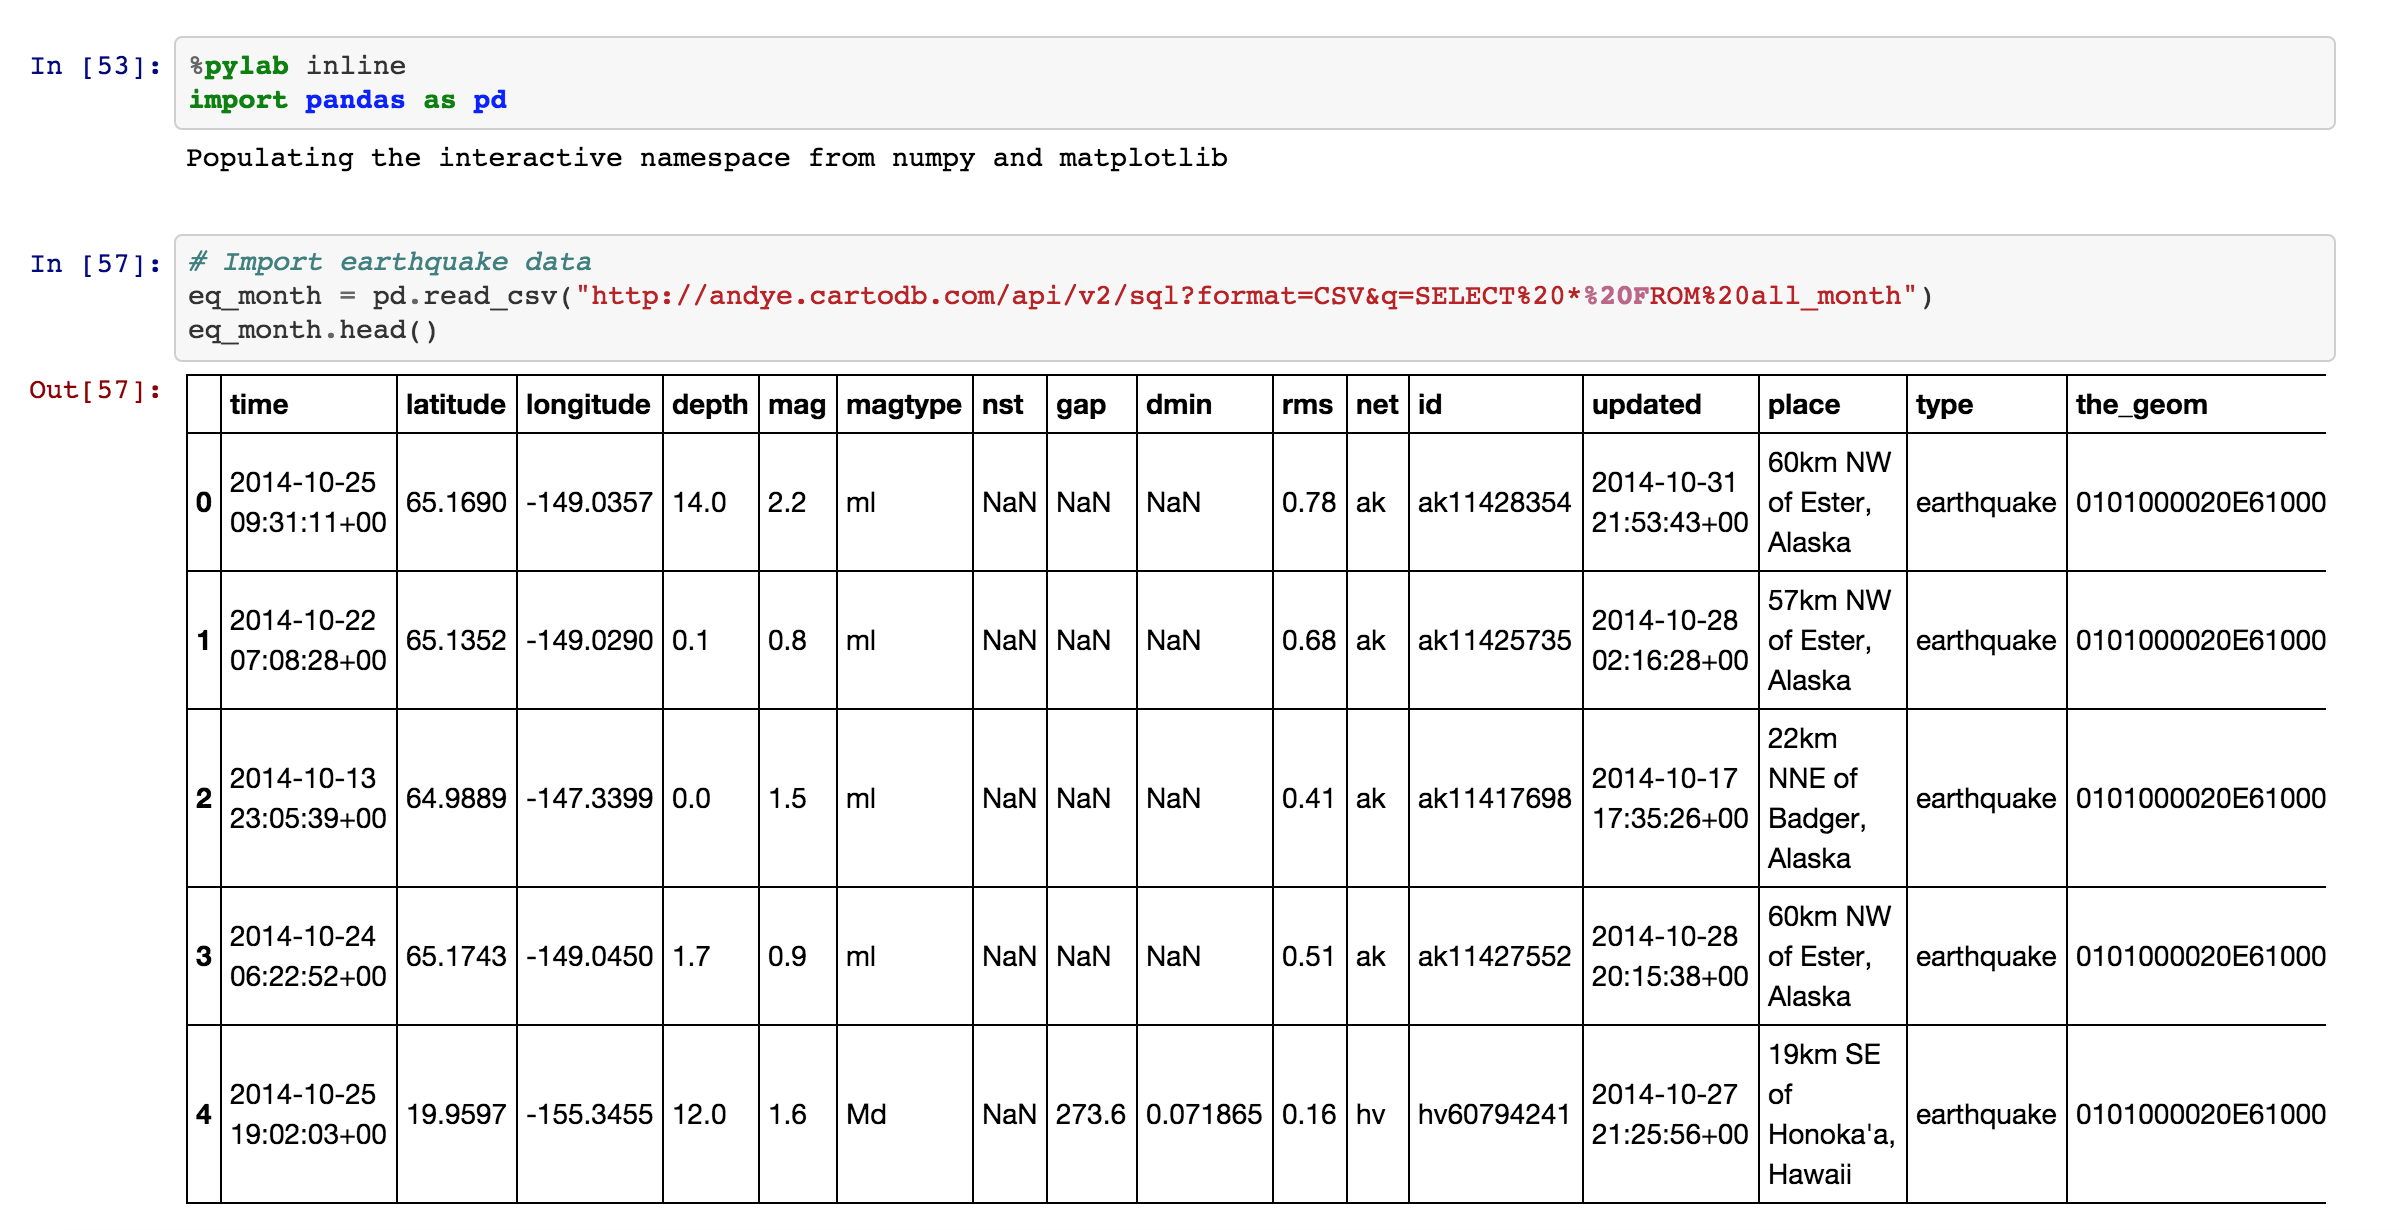 In [53]:
%pylab inline
import pandas as pd
Populating the interactive namespace from numpy and matplotlib
In [57]:
# Import earthquake data
eq_month = pd.read_csv("http://andye.cartodb.com/api/v2/sql?format=CSV&q=SELECT%20*%20FROM%20all_month")
eq_month.head()
Out[57]:
time latitude longitude depth mag magtype nst gap dmin rms net id updated place type the_geom
0 2014-10-25 09:31:11+00 65.1690 -149.0357 14.0 2.2 ml NaN NaN NaN 0.78 ak ak11428354 2014-10-31 21:53:43+00 60km NW of Ester, Alaska earthquake 0101000020E61000
1 2014-10-22 07:08:28+00 65.1352 -149.0290 0.1 0.8 ml NaN NaN NaN 0.68 ak ak11425735 2014-10-28 02:16:28+00 57km NW of Ester, Alaska earthquake 0101000020E61000
2 2014-10-13 23:05:39+00 64.9889 -147.3399 0.0 1.5 ml NaN NaN NaN 0.41 ak ak11417698 2014-10-17 17:35:26+00 22km NNE of Badger, Alaska earthquake 0101000020E61000
3 2014-10-24 06:22:52+00 65.1743 -149.0450 1.7 0.9 ml NaN NaN NaN 0.51 ak ak11427552 2014-10-28 20:15:38+00 60km NW of Ester, Alaska earthquake 0101000020E61000
4 2014-10-25 19:02:03+00 19.9597 -155.3455 12.0 1.6 Md NaN 273.6 0.071865 0.16 hv hv60794241 2014-10-27 21:25:56+00 19km SE of Honoka'a, Hawaii earthquake 0101000020E61000